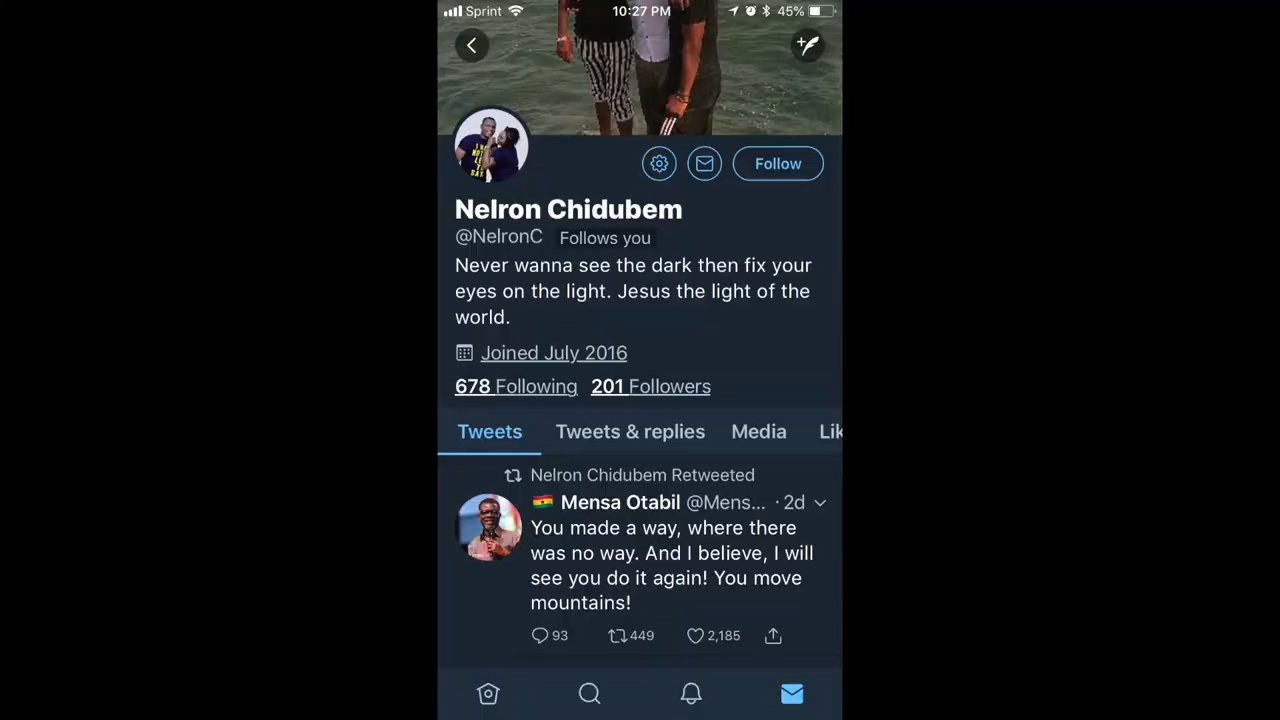 Sprint 10:27 PM 45%
Follow
Nelron Chidubem
@NelronC Follows you
Never wanna see the dark then fix your
eyes on the light. Jesus the light of the
world.
Joined July 2016
678 Following 201 Followers
Tweets Tweets & replies Media Lik
Nelron Chidubem Retweeted
Mensa Otabil @Mens... · 2d
You made a way, where there
was no way. And I believe, I will
see you do it again! You move
mountains!
93 449 2,185